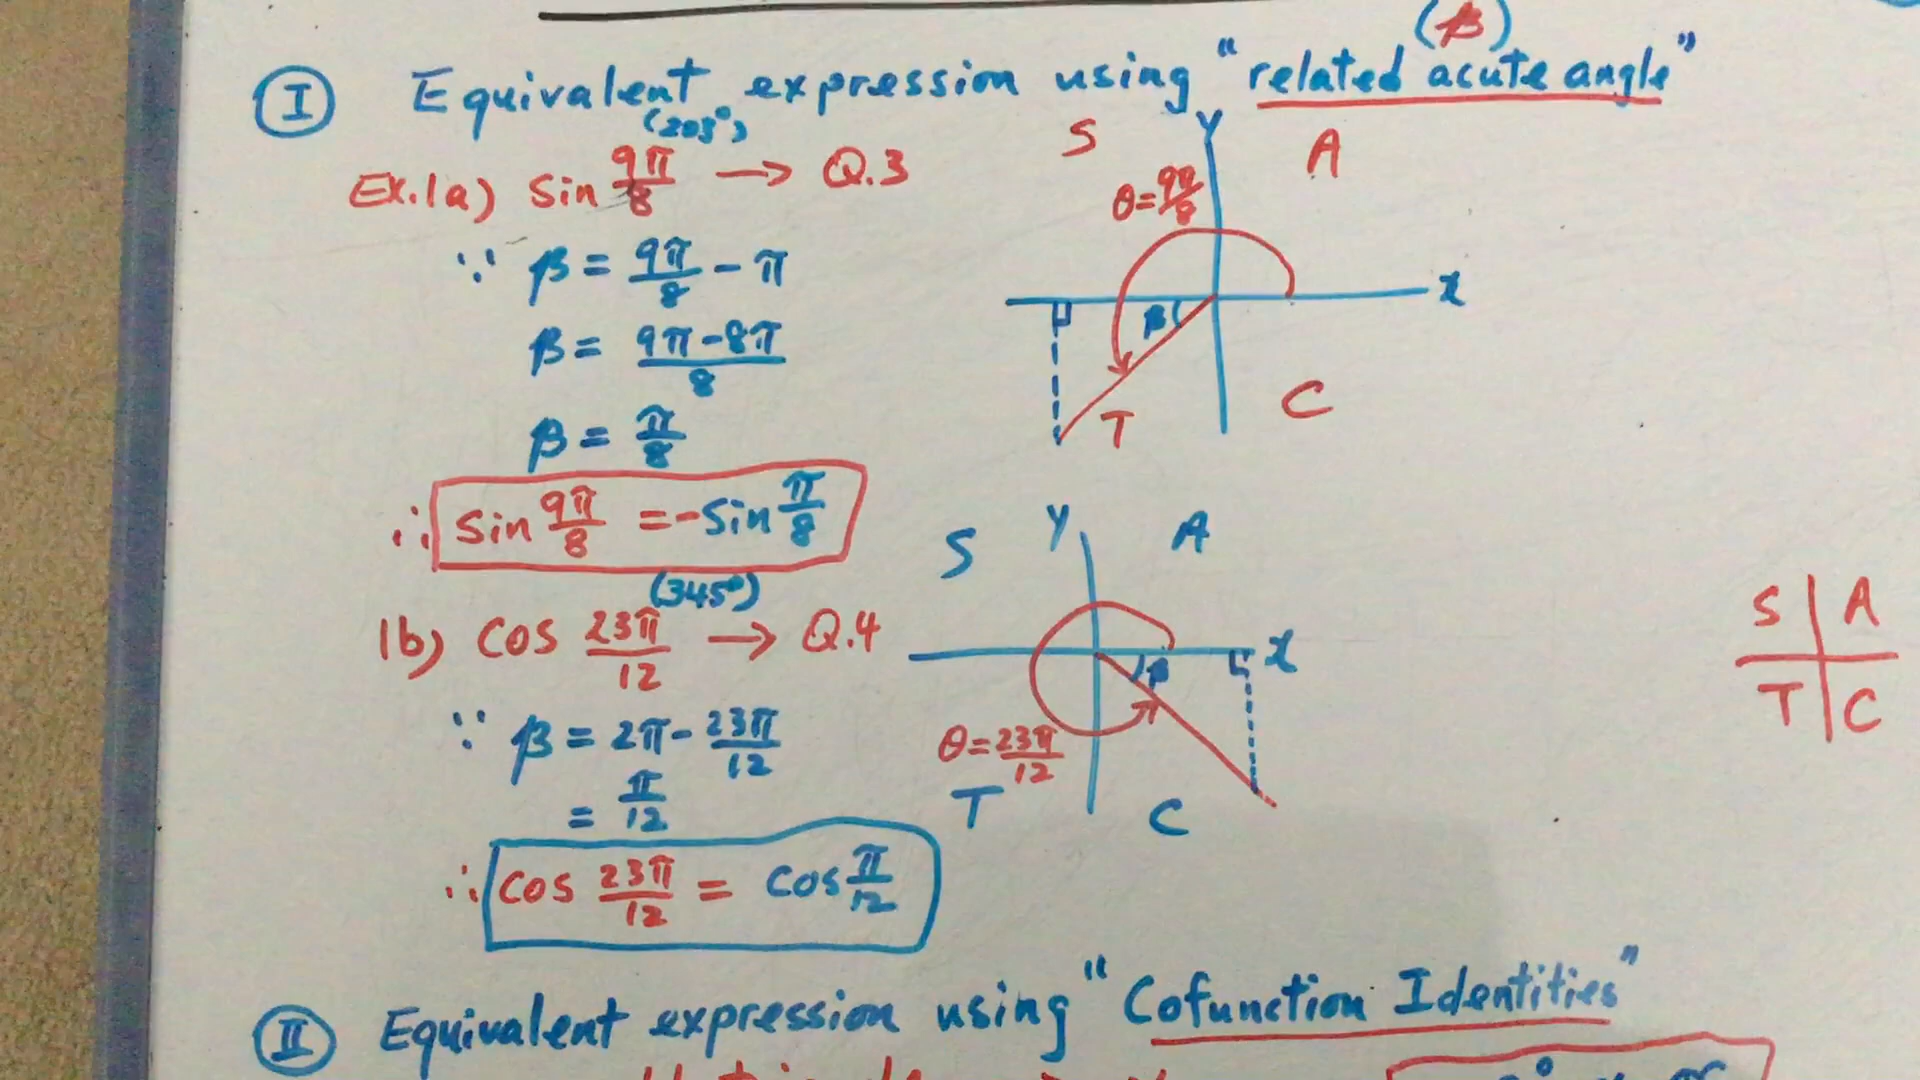 (β)
Ⅰ Equivalent expression using "related acute angle"
(203°)
Ex.1a) Sin 9π/8 → Q.3
∵ β = 9π/8 - π
β = (9π-8π)/8
β = π/8
∴ Sin 9π/8 = -Sin π/8
S Y A
θ=9π/8
β x
T C
(345°)
1b) Cos 23π/12 → Q.4
∵ β = 2π - 23π/12
= π/12
∴ Cos 23π/12 = Cos π/12
S Y A
β x
θ=23π/12
T C
S A
T C
Ⅱ Equivalent expression using "Cofunction Identities"